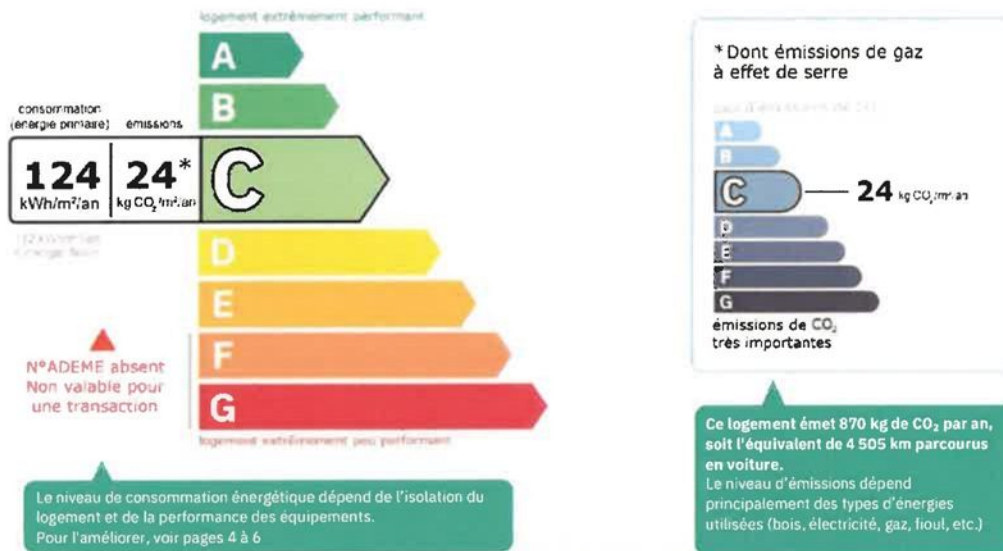 logement extrêmement performant
A
B
consommation
(énergie primaire)
émissions
124
kWh/m²/an
24*
kg CO₂/m²/an
C
D
E
F
G
N°ADEME absent
Non valable pour
une transaction
logement extrêmement peu performant
Le niveau de consommation énergétique dépend de l'isolation du
logement et de la performance des équipements.
Pour l'améliorer, voir pages 4 à 6
*Dont émissions de gaz
à effet de serre
A
B
C
24 kg CO₂/m²/an
D
E
F
G
émissions de CO₂
très importantes
Ce logement émet 870 kg de CO₂ par an,
soit l'équivalent de 4 505 km parcourus
en voiture.
Le niveau d'émissions dépend
principalement des types d'énergies
utilisées (bois, électricité, gaz, fioul, etc.)